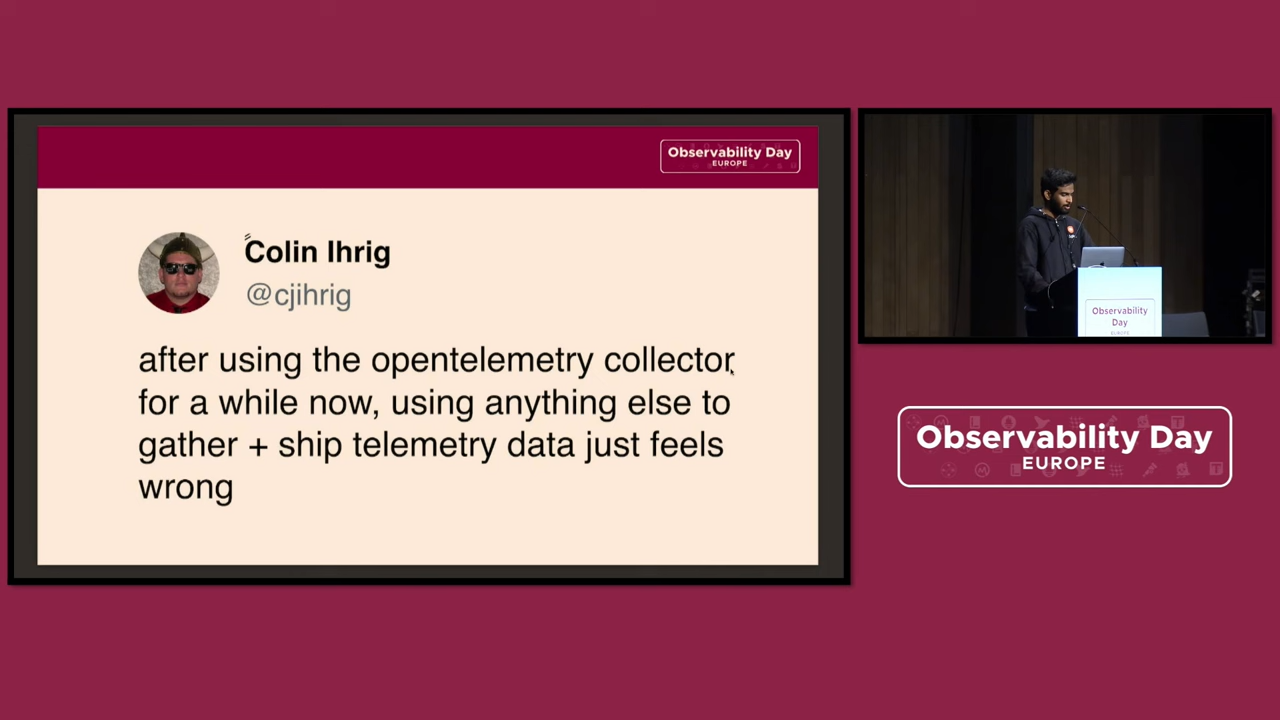 Observability Day
EUROPE
Colin Ihrig
@cjihrig
after using the opentelemetry collector
for a while now, using anything else to
gather + ship telemetry data just feels
wrong
Observability
Day
EUROPE
Observability Day
EUROPE